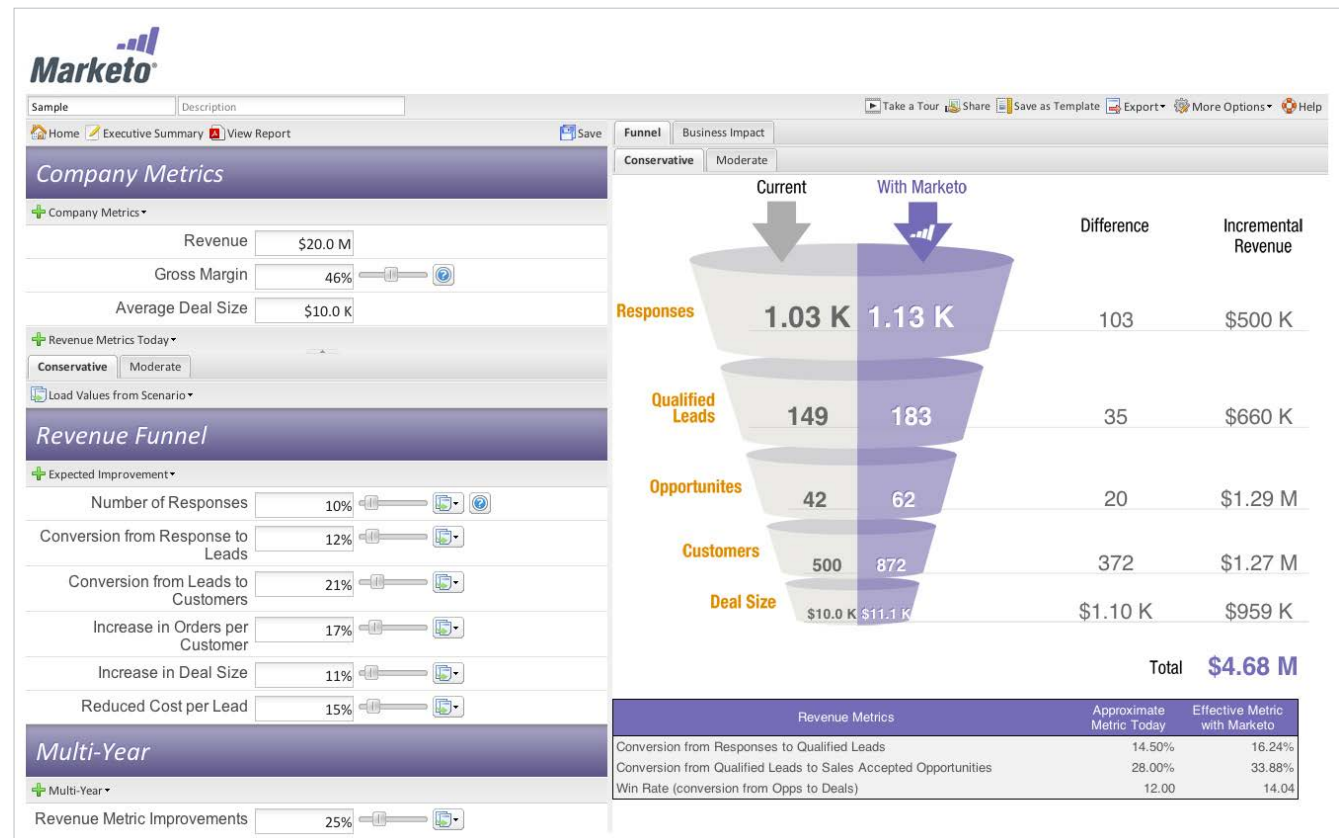 Marketo
Sample
Description
Take a Tour Share Save as Template Export More Options Help
Home Executive Summary View Report Save
Company Metrics
Company Metrics
Revenue $20.0 M
Gross Margin 46%
Average Deal Size $10.0 K
Revenue Metrics Today
Conservative Moderate
Load Values from Scenario
Revenue Funnel
Expected Improvement
Number of Responses 10%
Conversion from Response to
Leads 12%
Conversion from Leads to
Customers 21%
Increase in Orders per
Customer 17%
Increase in Deal Size 11%
Reduced Cost per Lead 15%
Multi-Year
Multi-Year
Revenue Metric Improvements 25%
Funnel Business Impact
Conservative Moderate
Current With Marketo
Difference Incremental
Revenue
Responses 1.03 K 1.13 K 103 $500 K
Qualified
Leads 149 183 35 $660 K
Opportunites 42 62 20 $1.29 M
Customers 500 872 372 $1.27 M
Deal Size $10.0 K $11.1 K $1.10 K $959 K
Total $4.68 M
Revenue Metrics Approximate Effective Metric
Metric Today with Marketo
Conversion from Responses to Qualified Leads 14.50% 16.24%
Conversion from Qualified Leads to Sales Accepted Opportunities 28.00% 33.88%
Win Rate (conversion from Opps to Deals) 12.00 14.04